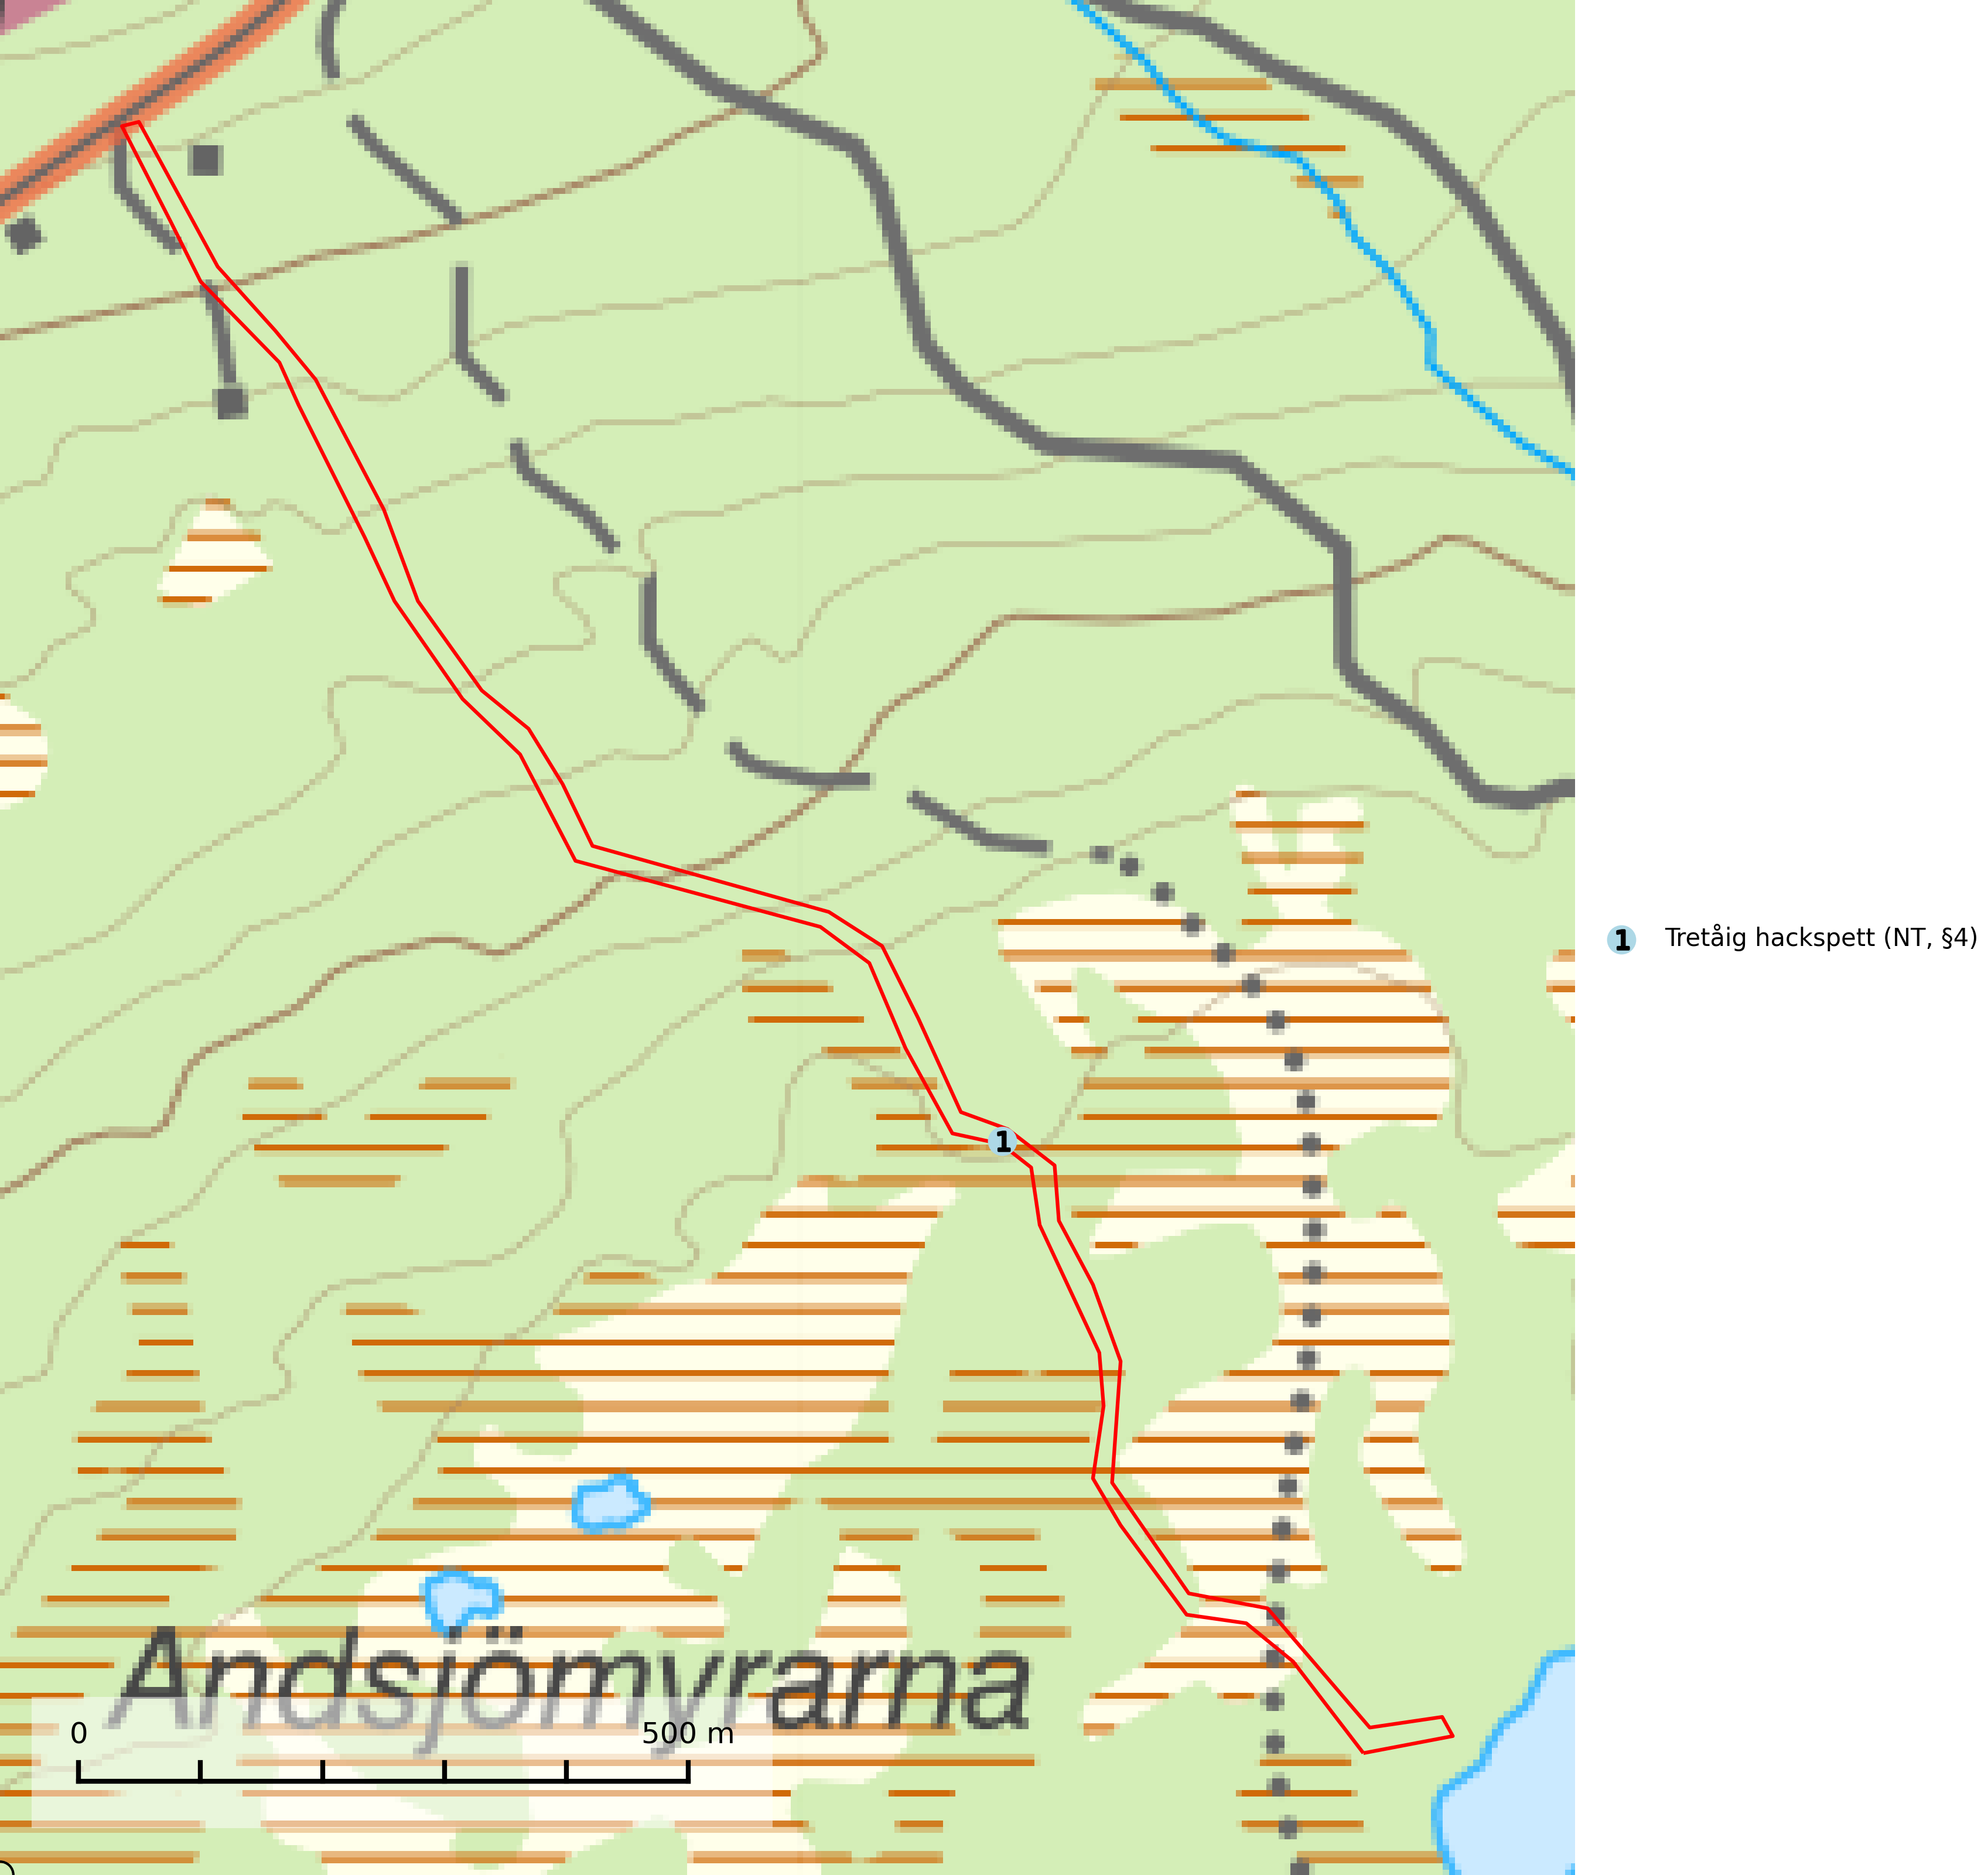 1 Tretåig hackspett (NT, §4)
1
Andsjömyrarna
0 500 m